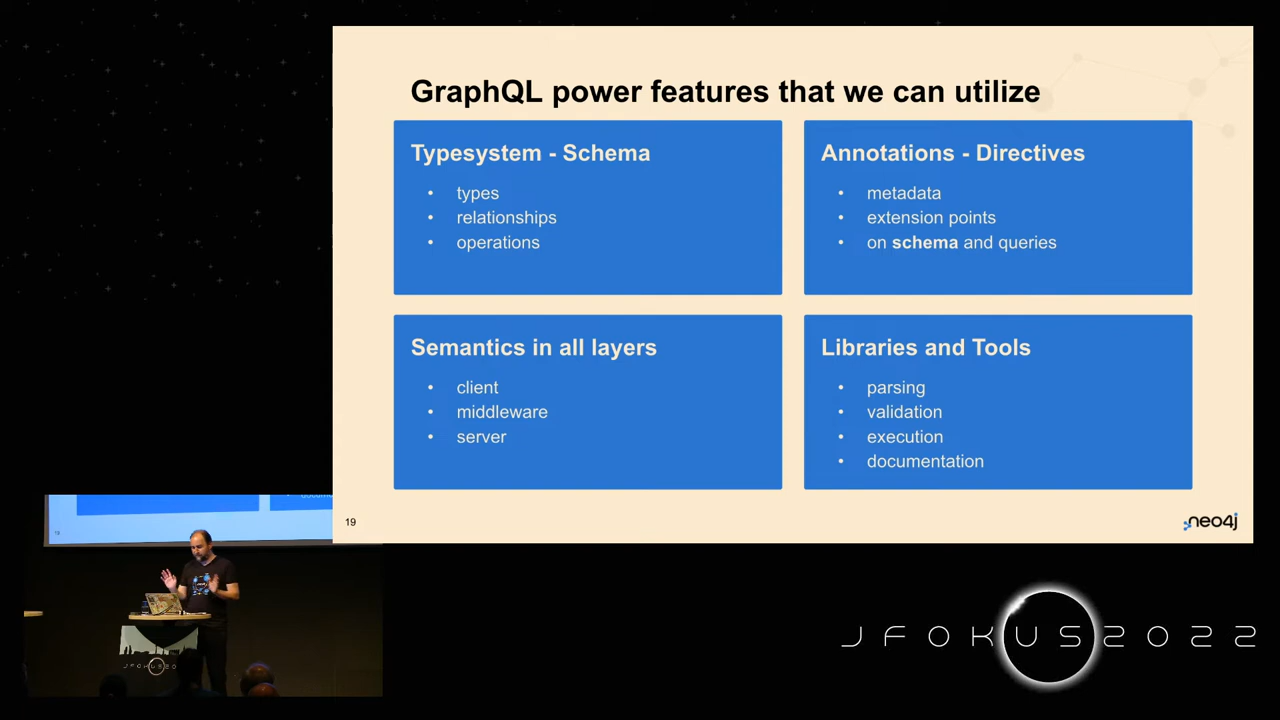 GraphQL power features that we can utilize
Typesystem - Schema
• types
• relationships
• operations
Annotations - Directives
• metadata
• extension points
• on schema and queries
Semantics in all layers
• client
• middleware
• server
Libraries and Tools
• parsing
• validation
• execution
• documentation
19
neo4j
JFOKUS2022
JFOKUS20